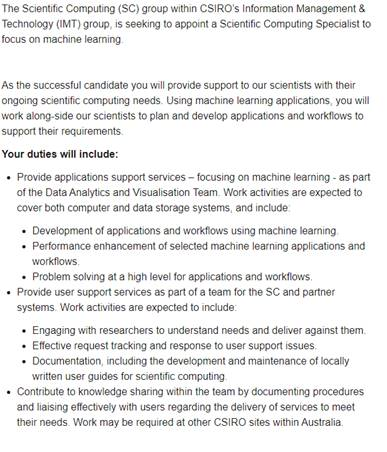 The Scientific Computing (SC) group within CSIRO's Information Management &
Technology (IMT) group, is seeking to appoint a Scientific Computing Specialist to
focus on machine learning.
As the successful candidate you will provide support to our scientists with their
ongoing scientific computing needs. Using machine learning applications, you will
work along-side our scientists to plan and develop applications and workflows to
support their requirements.
Your duties will include:
• Provide applications support services – focusing on machine learning - as part
of the Data Analytics and Visualisation Team. Work activities are expected to
cover both computer and data storage systems, and include:
• Development of applications and workflows using machine learning.
• Performance enhancement of selected machine learning applications and
workflows.
• Problem solving at a high level for applications and workflows.
• Provide user support services as part of a team for the SC and partner
systems. Work activities are expected to include:
• Engaging with researchers to understand needs and deliver against them.
• Effective request tracking and response to user support issues.
• Documentation, including the development and maintenance of locally
written user guides for scientific computing.
• Contribute to knowledge sharing within the team by documenting procedures
and liaising effectively with users regarding the delivery of services to meet
their needs. Work may be required at other CSIRO sites within Australia.